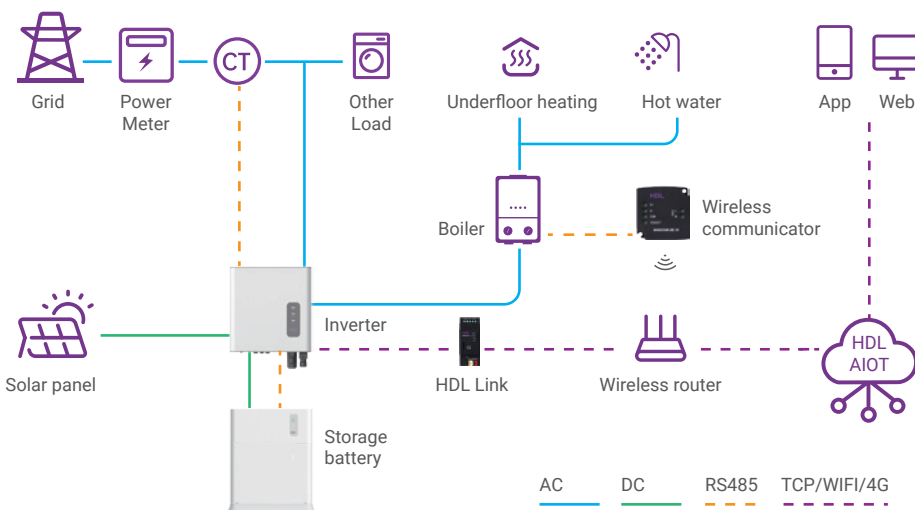 CT
Grid
Power
Meter
Other
Load
Underfloor heating
Hot water
App
Web
Boiler
HDL
Wireless
communicator
Inverter
Solar panel
HDL Link
Wireless router
HDL
AIOT
Storage
battery
AC
DC
RS485
TCP/WIFI/4G